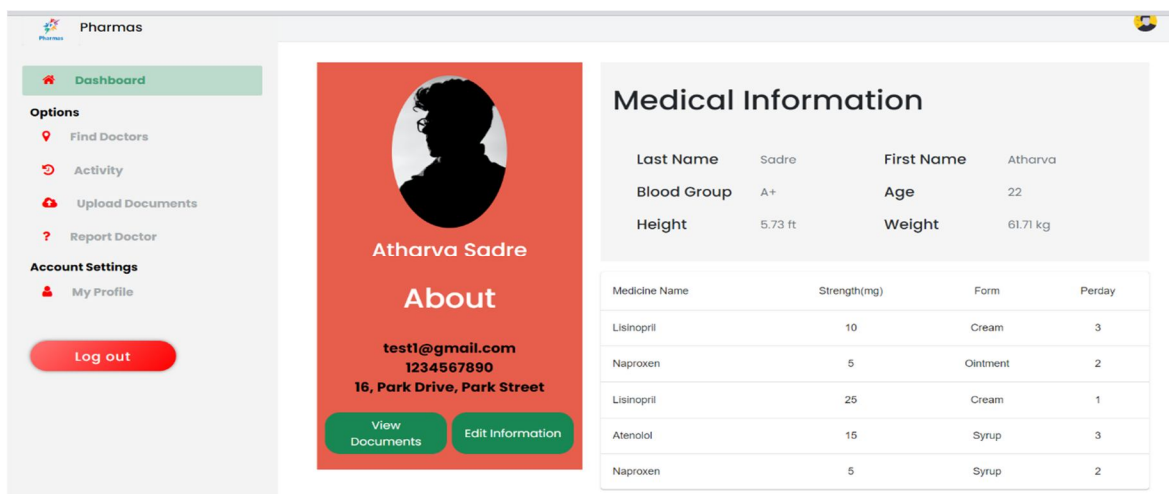 Pharmas
Pharmas
Dashboard
Options
Find Doctors
Activity
Upload Documents
? Report Doctor
Account Settings
My Profile
Log out
Atharva Sadre
About
test1@gmail.com
1234567890
16, Park Drive, Park Street
View
Documents
Edit Information
Medical Information
Last Name Sadre First Name Atharva
Blood Group A+ Age 22
Height 5.73 ft Weight 61.71 kg
Medicine Name Strength(mg) Form Perday
Lisinopril 10 Cream 3
Naproxen 5 Ointment 2
Lisinopril 25 Cream 1
Atenolol 15 Syrup 3
Naproxen 5 Syrup 2